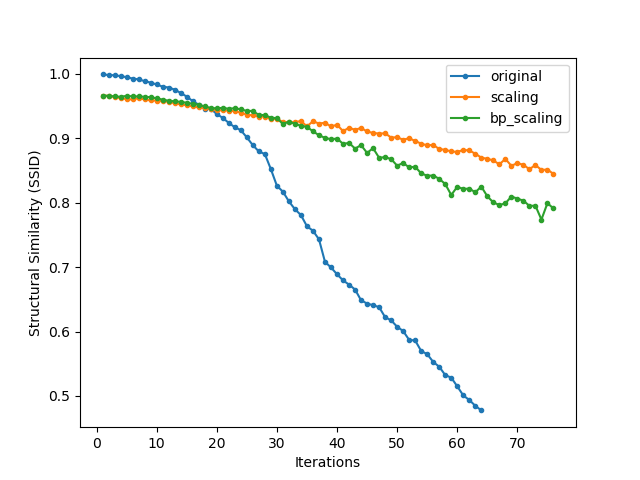 original
scaling
bp_scaling
1.0
0.9
0.8
0.7
0.6
0.5
Structural Similarity (SSID)
0 10 20 30 40 50 60 70
Iterations